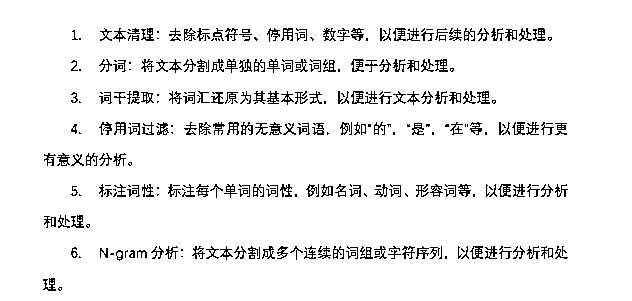 1. 文本清理：去除标点符号、停用词、数字等，以便进行后续的分析和处理。
2. 分词：将文本分割成单独的单词或词组，便于分析和处理。
3. 词干提取：将词汇还原为其基本形式，以便进行文本分析和处理。
4. 停用词过滤：去除常用的无意义词语，例如“的”，“是”，“在”等，以便进行更
有意义的分析。
5. 标注词性：标注每个单词的词性，例如名词、动词、形容词等，以便进行分析
和处理。
6. N-gram 分析：将文本分割成多个连续的词组或字符序列，以便进行分析和处
理。